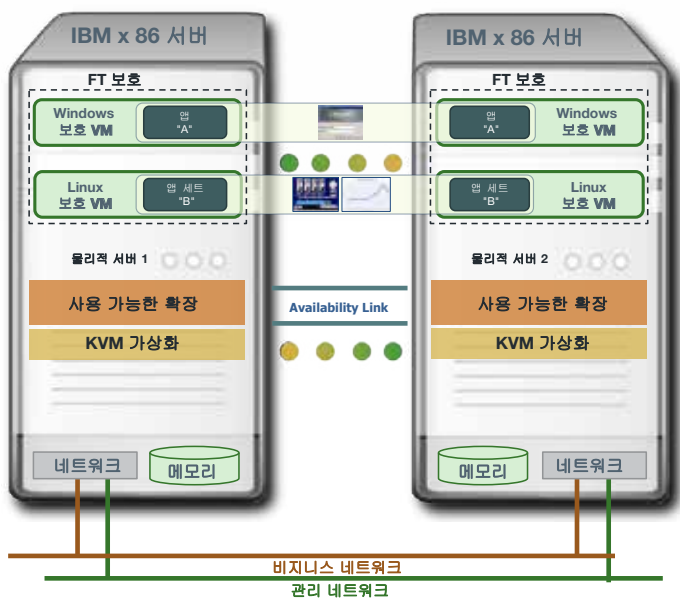 IBM x 86 서버
IBM x 86 서버
FT 보호
FT 보호
Windows
보호 VM
앱
"A"
앱
"A"
Windows
보호 VM
Linux
보호 VM
앱 세트
"B"
앱 세트
"B"
Linux
보호 VM
물리적 서버 1
물리적 서버 2
사용 가능한 확장
Availability Link
사용 가능한 확장
KVM 가상화
KVM 가상화
네트워크
메모리
메모리
네트워크
비지니스 네트워크
관리 네트워크